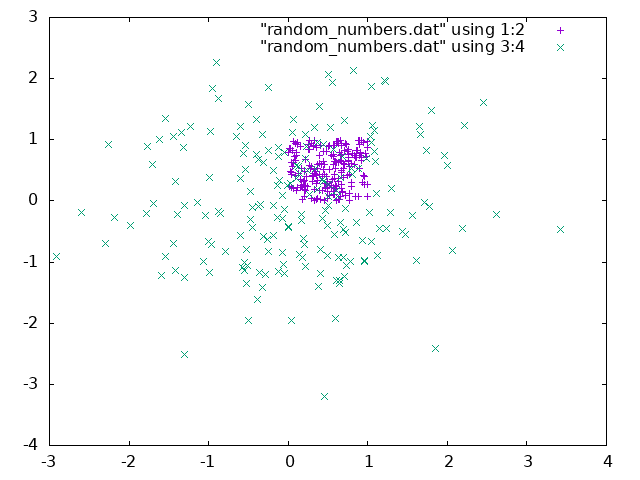 3
"random_numbers.dat" using 1:2
"random_numbers.dat" using 3:4
2
1
0
-1
-2
-3
-4
-3 -2 -1 0 1 2 3 4